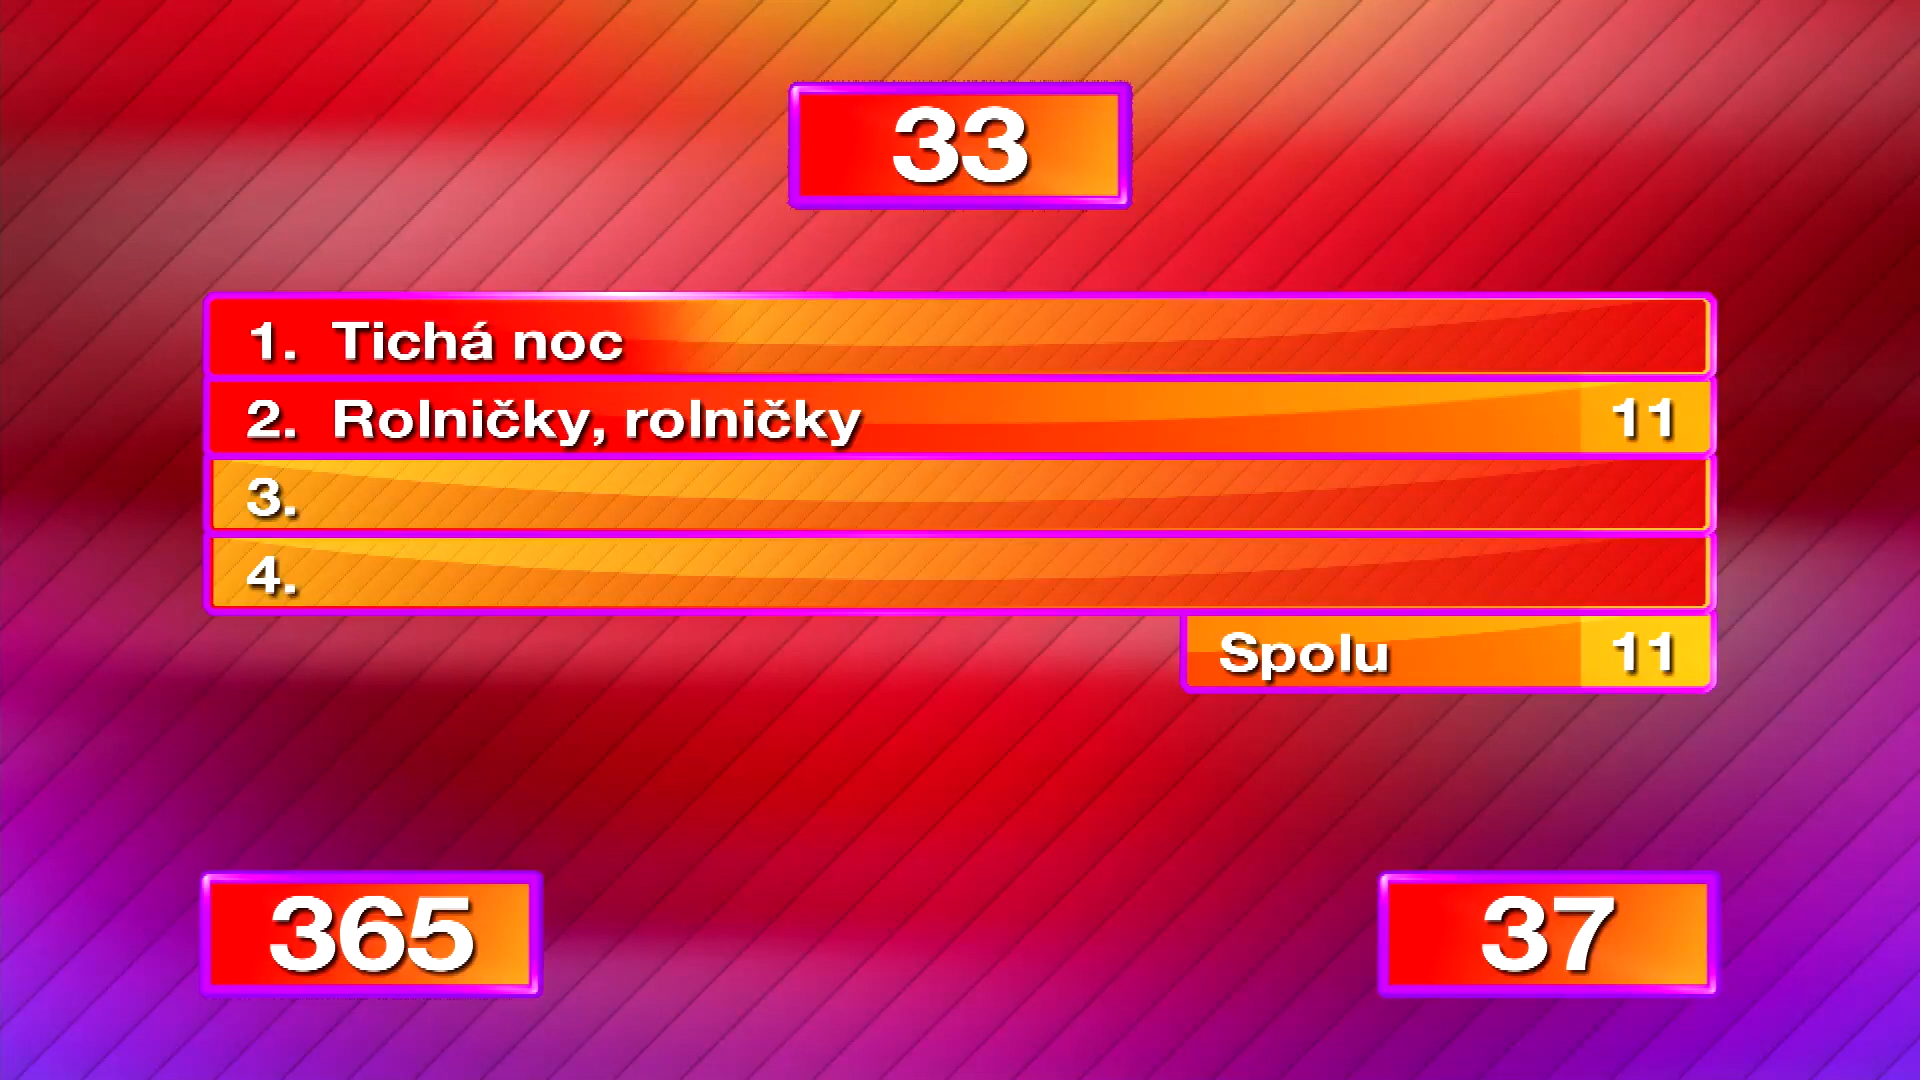 33
1. Tichá noc
2. Rolničky, rolničky 11
3.
4.
Spolu 11
365
37